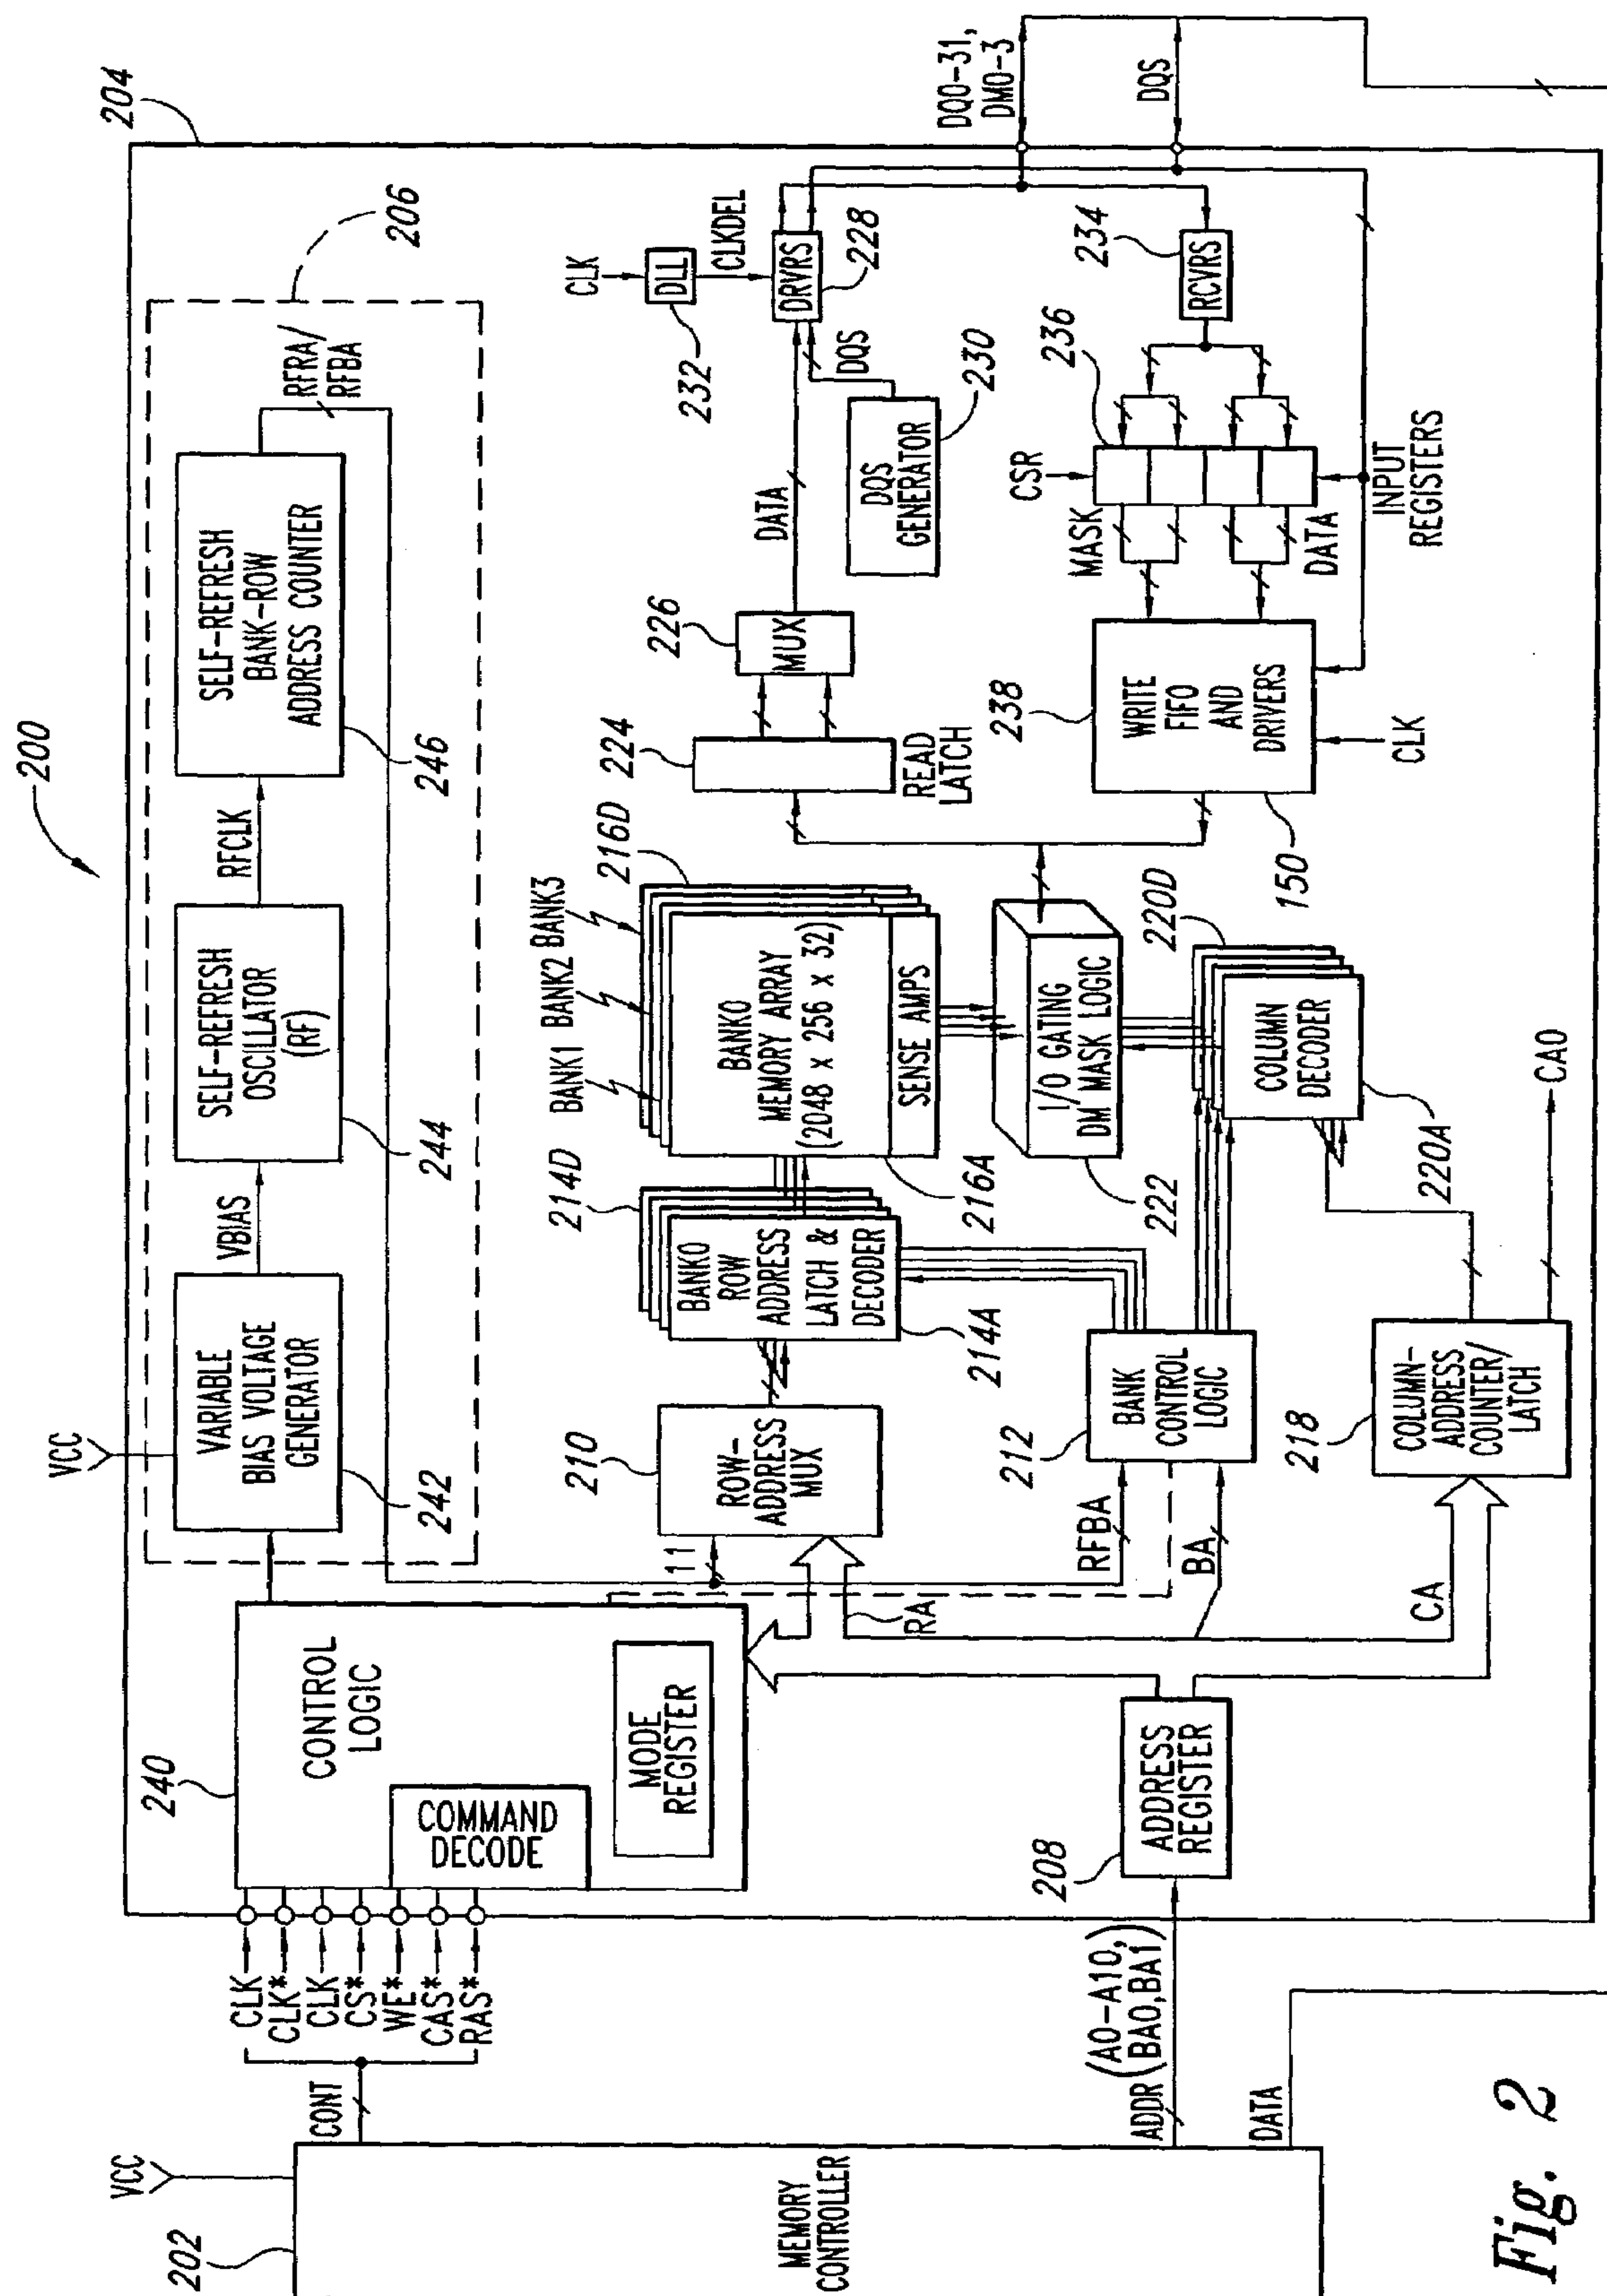 200
204
206
VCC
VARIABLE
BIAS VOLTAGE
GENERATOR
242
VBIAS
SELF-REFRESH
OSCILLATOR
(RF)
244
RFCLK
SELF-REFRESH
BANK-ROW
ADDRESS COUNTER
246
RFRA/
RFBA
VCC
202
MEMORY
CONTROLLER
CONT
CLK
CLK*
CLK
CS*
WE*
CAS*
RAS*
240
CONTROL
LOGIC
COMMAND
DECODE
MODE
REGISTER
ADDR
(A0-A10,
BA0,BA1)
DATA
208
ADDRESS
REGISTER
11
RA
RFBA
BA
CA
210
ROW-
ADDRESS
MUX
212
BANK
CONTROL
LOGIC
218
COLUMN-
ADDRESS
COUNTER/
LATCH
CA0
214D
BANK0
ROW
ADDRESS
LATCH &
DECODER
214A
BANK1
BANK2
BANK3
216D
BANK0
MEMORY ARRAY
(2048 x 256 x 32)
SENSE AMPS
216A
I/O GATING
DM MASK LOGIC
222
220D
COLUMN
DECODER
220A
224
READ
LATCH
226
MUX
DATA
CLK
DLL
232
CLKDEL
DRVRS
228
DQS
DQS
GENERATOR
230
DQ0-31,
DM0-3
DQS
RCVRS
234
236
CSR
MASK
DATA
INPUT
REGISTERS
238
WRITE
FIFO
AND
DRIVERS
150
CLK
Fig. 2